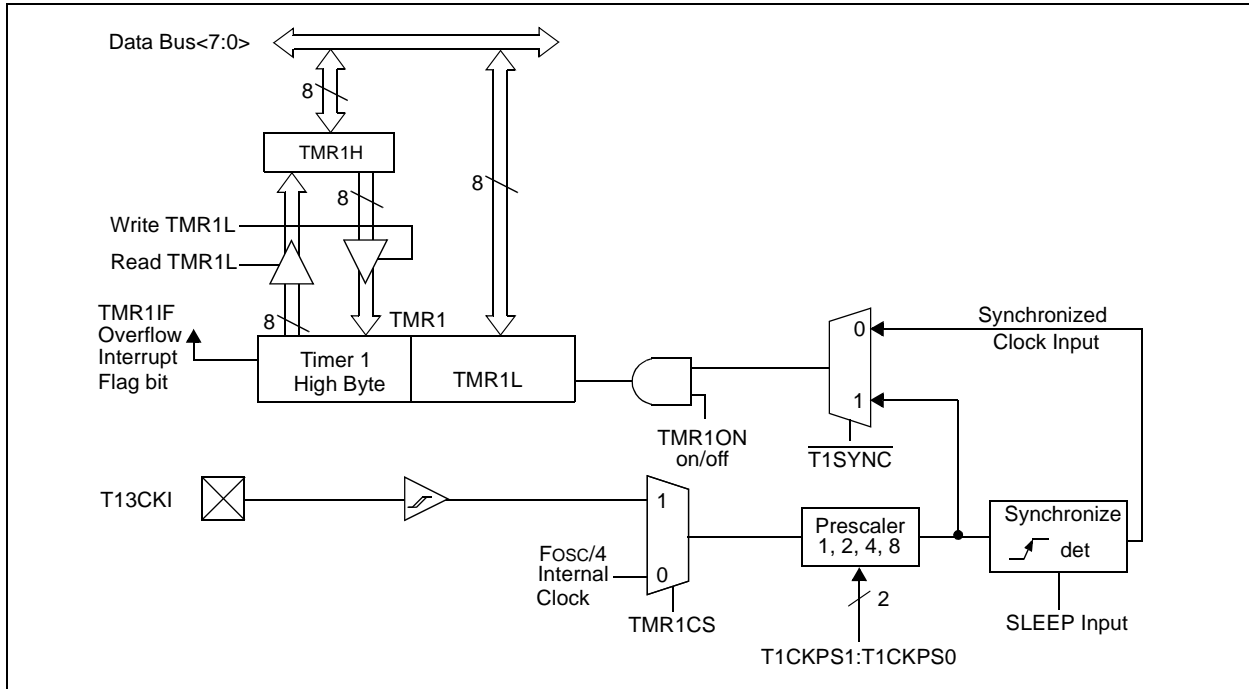 Data Bus<7:0>
8
TMR1H
8
8
Write TMR1L
Read TMR1L
TMR1IF
Overflow
Interrupt
Flag bit
8
TMR1
Timer 1
High Byte
TMR1L
0
1
Synchronized
Clock Input
TMR1ON
on/off
T1SYNC
T13CKI
1
0
FOSC/4
Internal
Clock
TMR1CS
Prescaler
1, 2, 4, 8
2
T1CKPS1:T1CKPS0
Synchronize
det
SLEEP Input